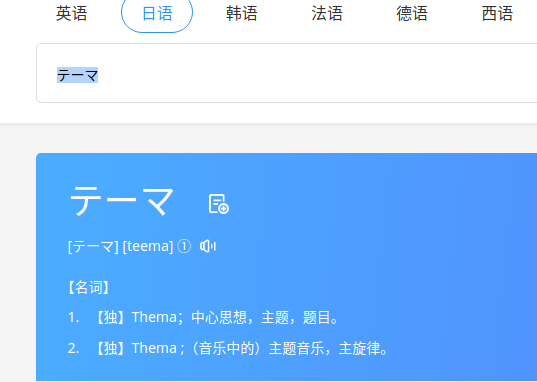 英语 日语 韩语 法语 德语 西语
テーマ
テーマ
[テーマ] [teema] ①
【名词】
1. 【独】Thema；中心思想，主题，题目。
2. 【独】Thema ;（音乐中的）主题音乐，主旋律。